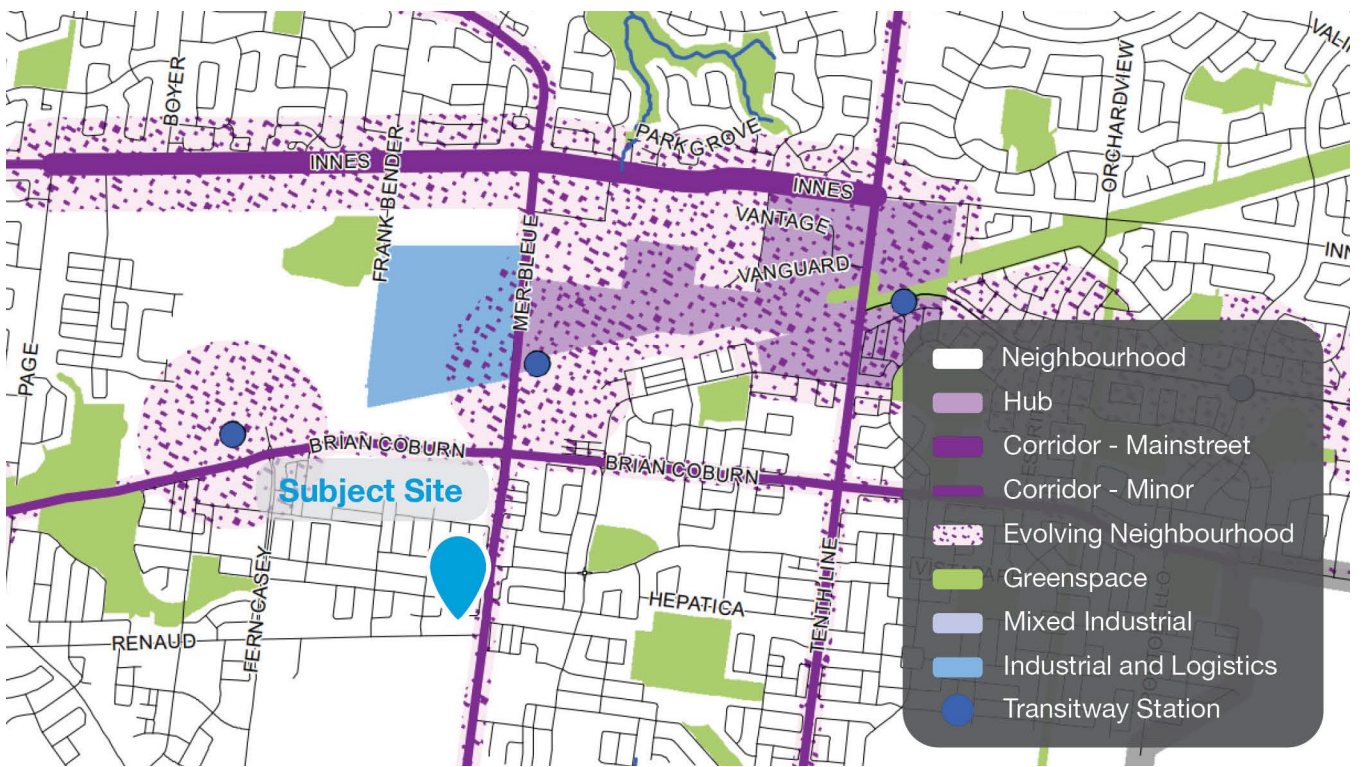 BOYER
ORCHARDVIEW
PARKGROVE
INNES
FRANK-BENDER
INNES
VANTAGE
MER-BLEUE
VANGUARD
PAGE
BRIAN COBURN
BRIAN COBURN
Subject Site
FERN-CASEY
RENAUD
HEPATICA
TENTH LINE
Neighbourhood
Hub
Corridor - Mainstreet
Corridor - Minor
Evolving Neighbourhood
Greenspace
Mixed Industrial
Industrial and Logistics
Transitway Station